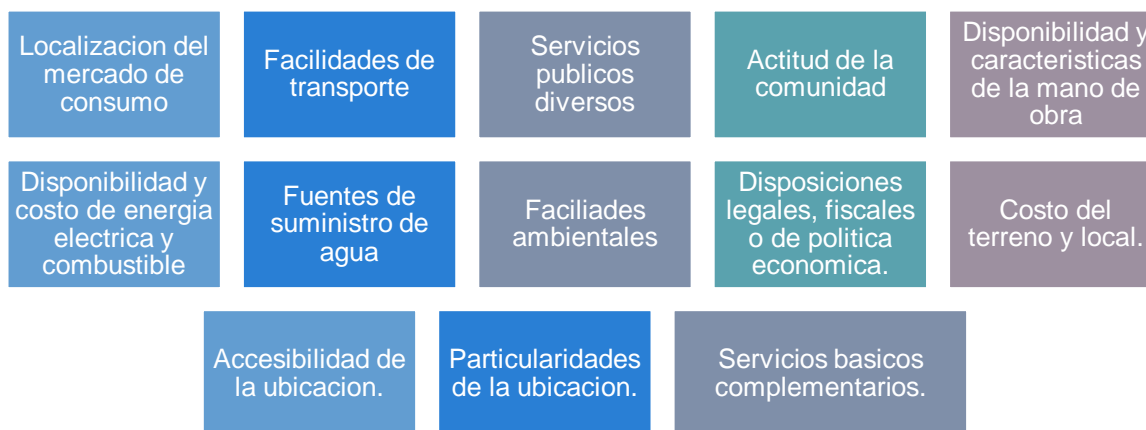 Localizacion del
mercado de
consumo
Facilidades de
transporte
Servicios
publicos
diversos
Actitud de la
comunidad
Disponibilidad y
caracteristicas
de la mano de
obra
Disponibilidad y
costo de energia
electrica y
combustible
Fuentes de
suministro de
agua
Faciliades
ambientales
Disposiciones
legales, fiscales
o de politica
economica.
Costo del
terreno y local.
Accesibilidad de
la ubicacion.
Particularidades
de la ubicacion.
Servicios basicos
complementarios.